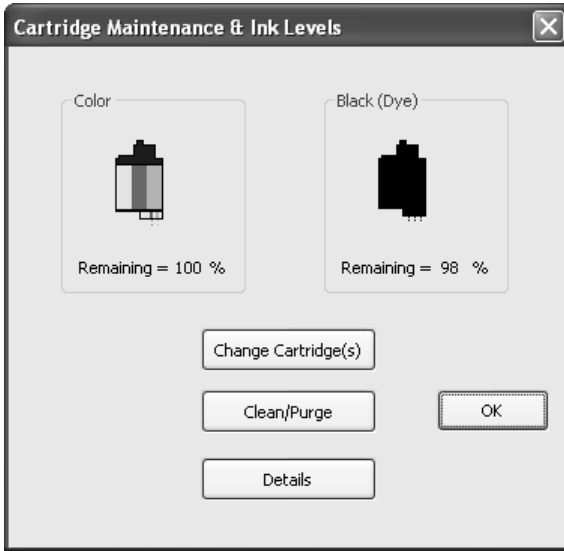 Cartridge Maintenance & Ink Levels
Color
Black (Dye)
Remaining = 100 %
Remaining = 98 %
Change Cartridge(s)
Clean/Purge
OK
Details